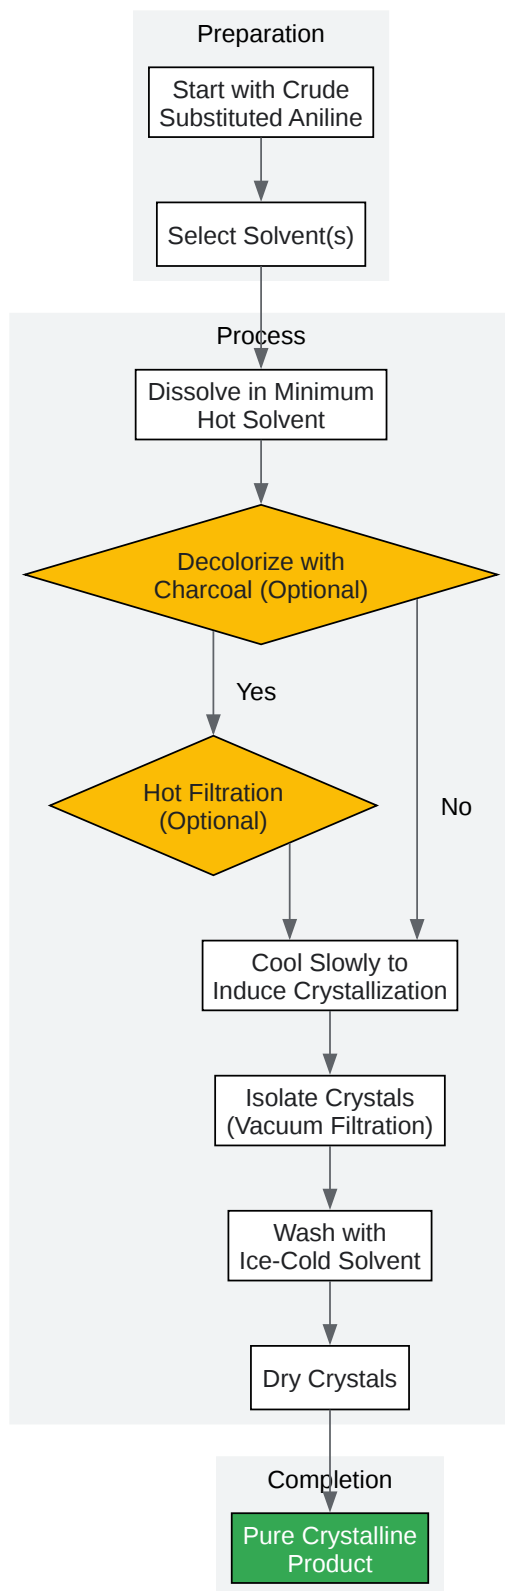 Preparation
Start with Crude
Substituted Aniline
Select Solvent(s)
Process
Dissolve in Minimum
Hot Solvent
Decolorize with
Charcoal (Optional)
Yes
Hot Filtration
(Optional)
No
Cool Slowly to
Induce Crystallization
Isolate Crystals
(Vacuum Filtration)
Wash with
Ice-Cold Solvent
Dry Crystals
Completion
Pure Crystalline
Product